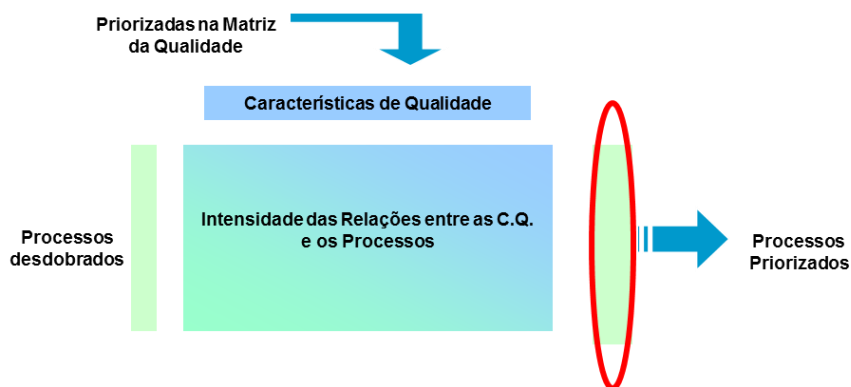 Priorizadas na Matriz
da Qualidade
Características de Qualidade
Intensidade das Relações entre as C.Q.
e os Processos
Processos
desdobrados
Processos
Priorizados